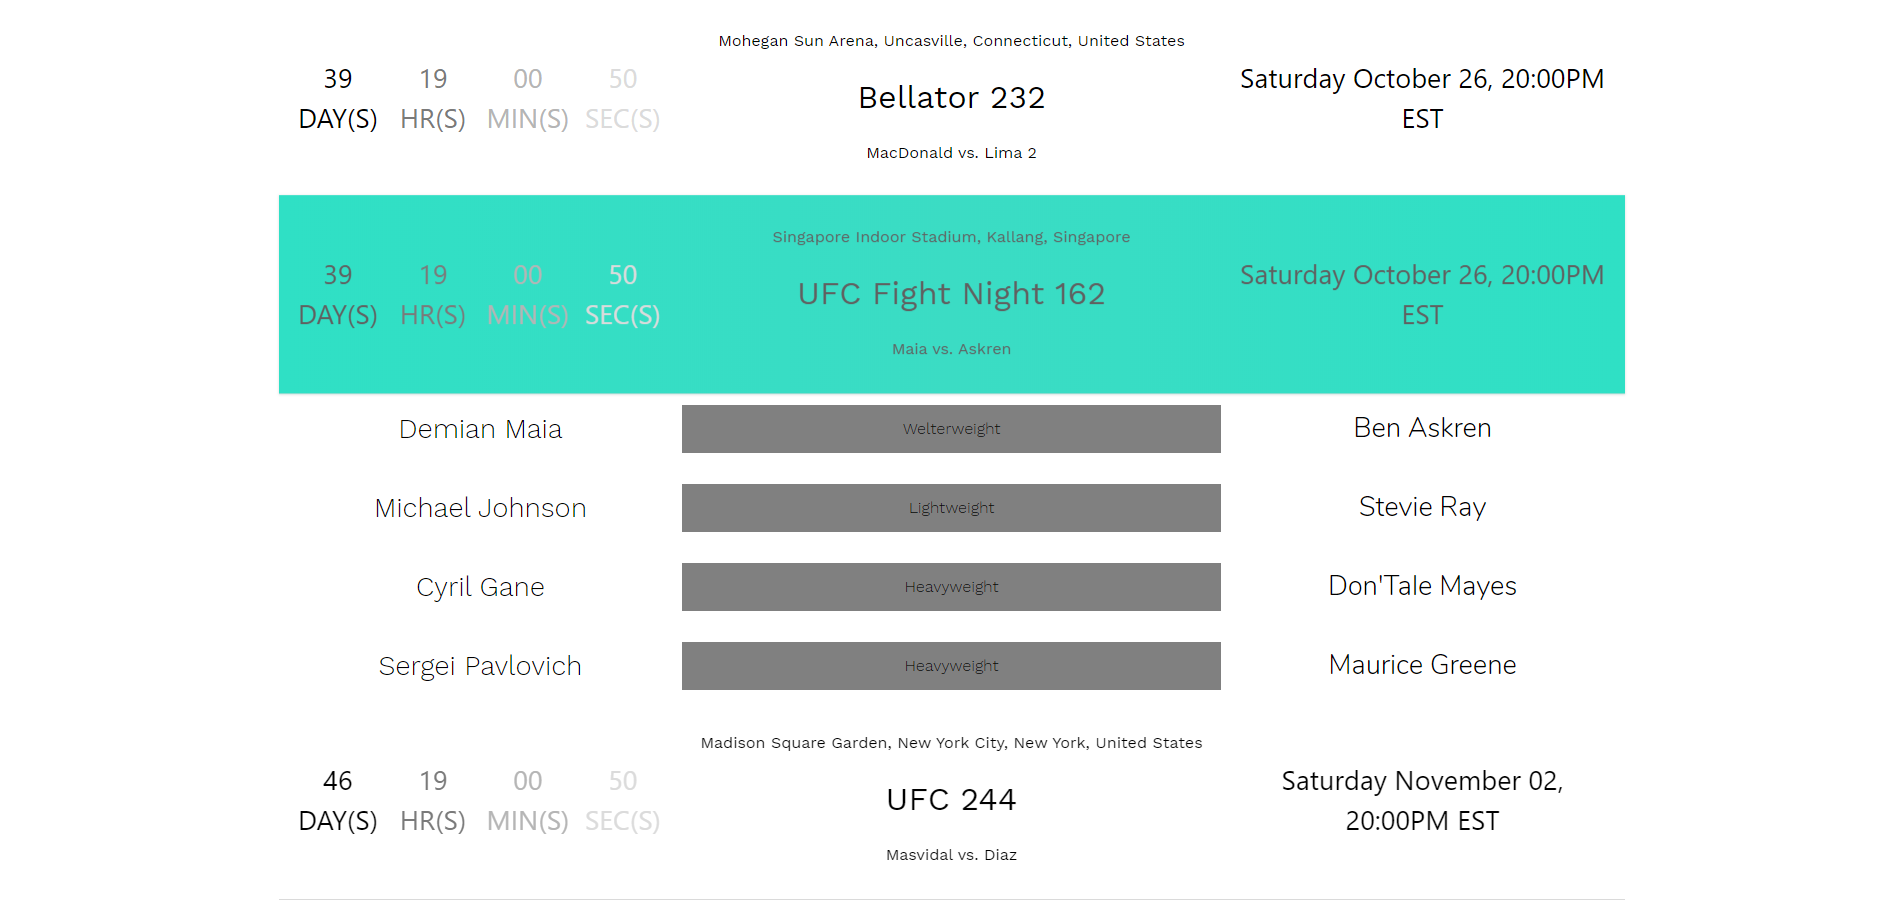 Mohegan Sun Arena, Uncasville, Connecticut, United States
39 19 00 50
DAY(S) HR(S) MIN(S) SEC(S)
Bellator 232
Saturday October 26, 20:00PM
EST
MacDonald vs. Lima 2
Singapore Indoor Stadium, Kallang, Singapore
39 19 00 50
DAY(S) HR(S) MIN(S) SEC(S)
UFC Fight Night 162
Saturday October 26, 20:00PM
EST
Maia vs. Askren
Demian Maia Welterweight Ben Askren
Michael Johnson Lightweight Stevie Ray
Cyril Gane Heavyweight Don'Tale Mayes
Sergei Pavlovich Heavyweight Maurice Greene
Madison Square Garden, New York City, New York, United States
46 19 00 50
DAY(S) HR(S) MIN(S) SEC(S)
UFC 244
Saturday November 02,
20:00PM EST
Masvidal vs. Diaz